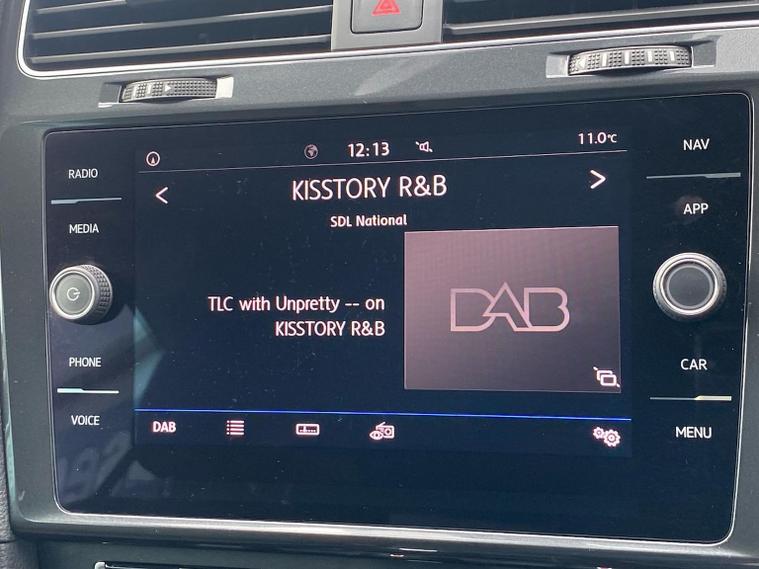 12:13
11.0°C
KISSTORY R&B
SDL National
TLC with Unpretty -- on
KISSTORY R&B
DAB
DAB
RADIO
MEDIA
PHONE
VOICE
NAV
APP
CAR
MENU